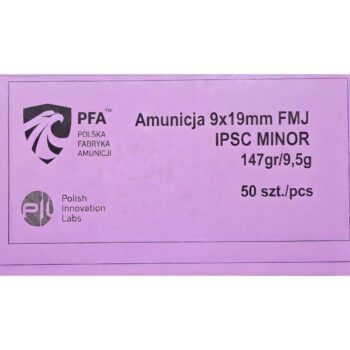 PFA™
POLSKA
FABRYKA
AMUNICJI
Polish
Innovation
Labs
Amunicja 9x19mm FMJ
IPSC MINOR
147gr/9,5g
50 szt./pcs